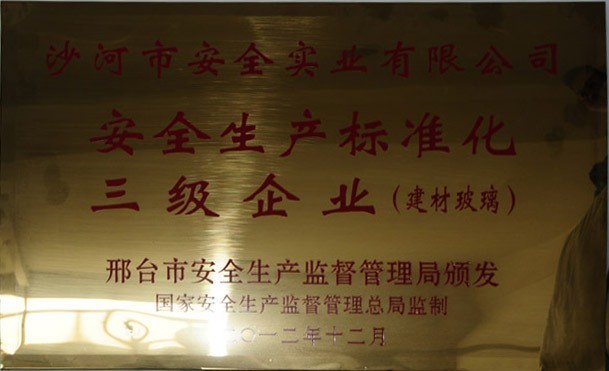 沙河市安全实业有限公司
安全生产标准化
三级企业（建材玻璃）
邢台市安全生产监督管理局颁发
国家安全生产监督管理总局监制
二〇一二年十二月